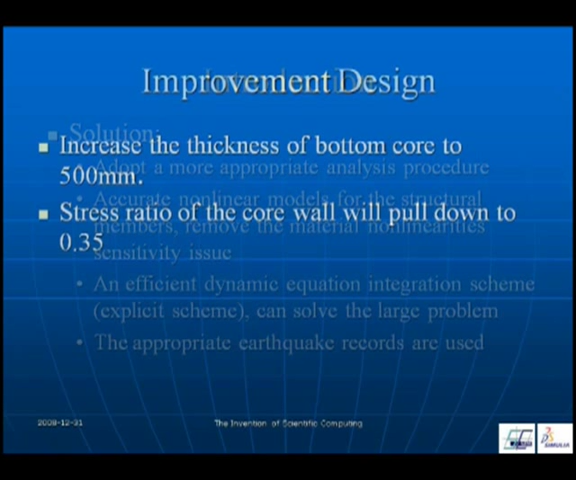 Improvement Design
Solution:
Increase the thickness of bottom core to
Adopt a more appropriate analysis procedure
500mm.
Accurate nonlinear models for the structural
Stress ratio of the core wall will pull down to
members, remove the material nonlinearities
0.35
sensitivity issue
An efficient dynamic equation integration scheme
(explicit scheme), can solve the large problem
The appropriate earthquake records are used
2008-12-31
The Invention of Scientific Computing
SIMULIA